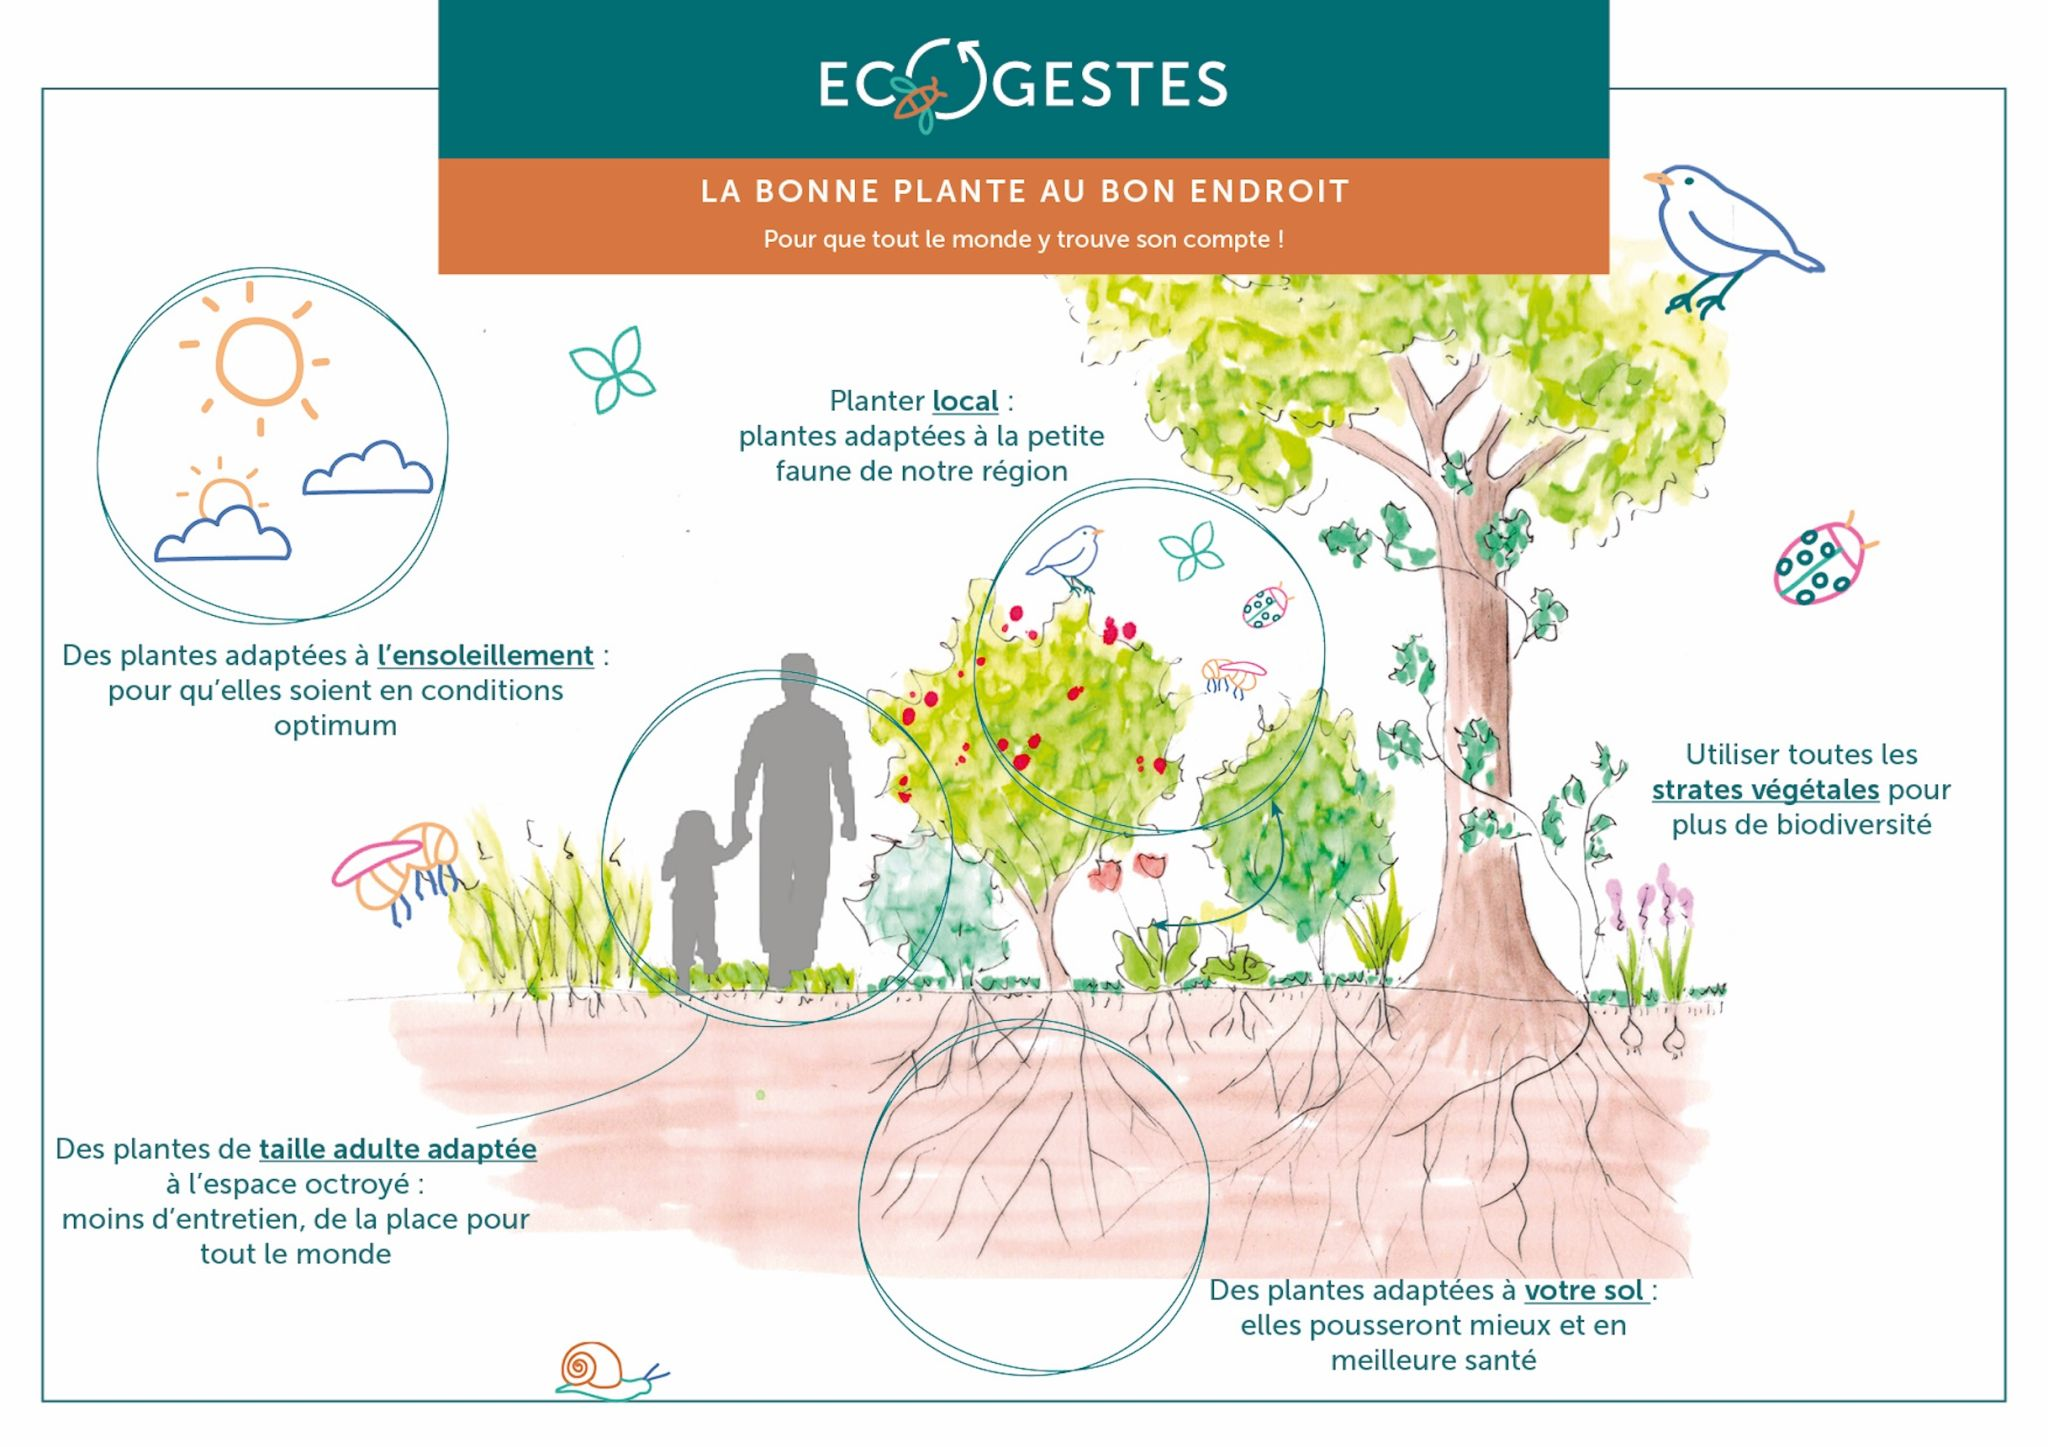 ECOGESTES
LA BONNE PLANTE AU BON ENDROIT
Pour que tout le monde y trouve son compte !
Planter local :
plantes adaptées à la petite
faune de notre région
Des plantes adaptées à l’ensoleillement :
pour qu’elles soient en conditions
optimum
Utiliser toutes les
strates végétales pour
plus de biodiversité
Des plantes de taille adulte adaptée
à l’espace octroyé :
moins d’entretien, de la place pour
tout le monde
Des plantes adaptées à votre sol :
elles pousseront mieux et en
meilleure santé